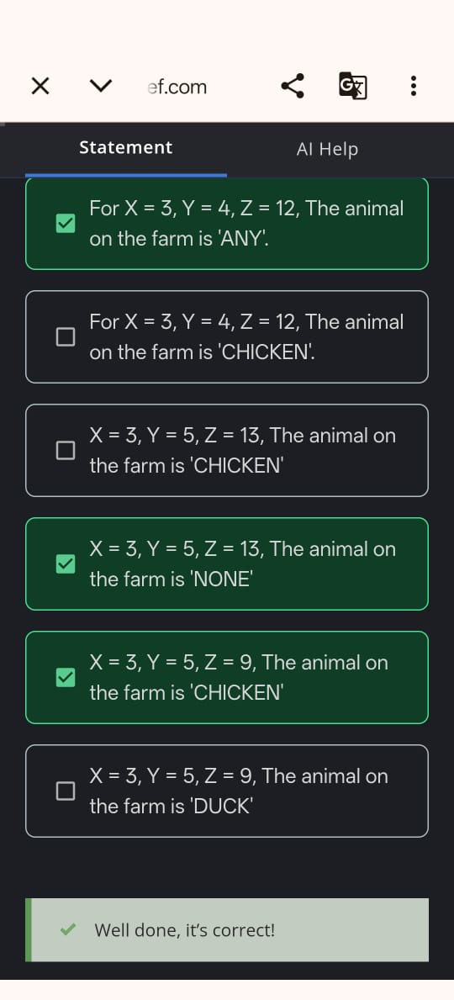 ef.com
Statement
AI Help
For X = 3, Y = 4, Z = 12, The animal
on the farm is 'ANY'.
For X = 3, Y = 4, Z = 12, The animal
on the farm is 'CHICKEN'.
X = 3, Y = 5, Z = 13, The animal on
the farm is 'CHICKEN'
X = 3, Y = 5, Z = 13, The animal on
the farm is 'NONE'
X = 3, Y = 5, Z = 9, The animal on
the farm is 'CHICKEN'
X = 3, Y = 5, Z = 9, The animal on
the farm is 'DUCK'
Well done, it's correct!